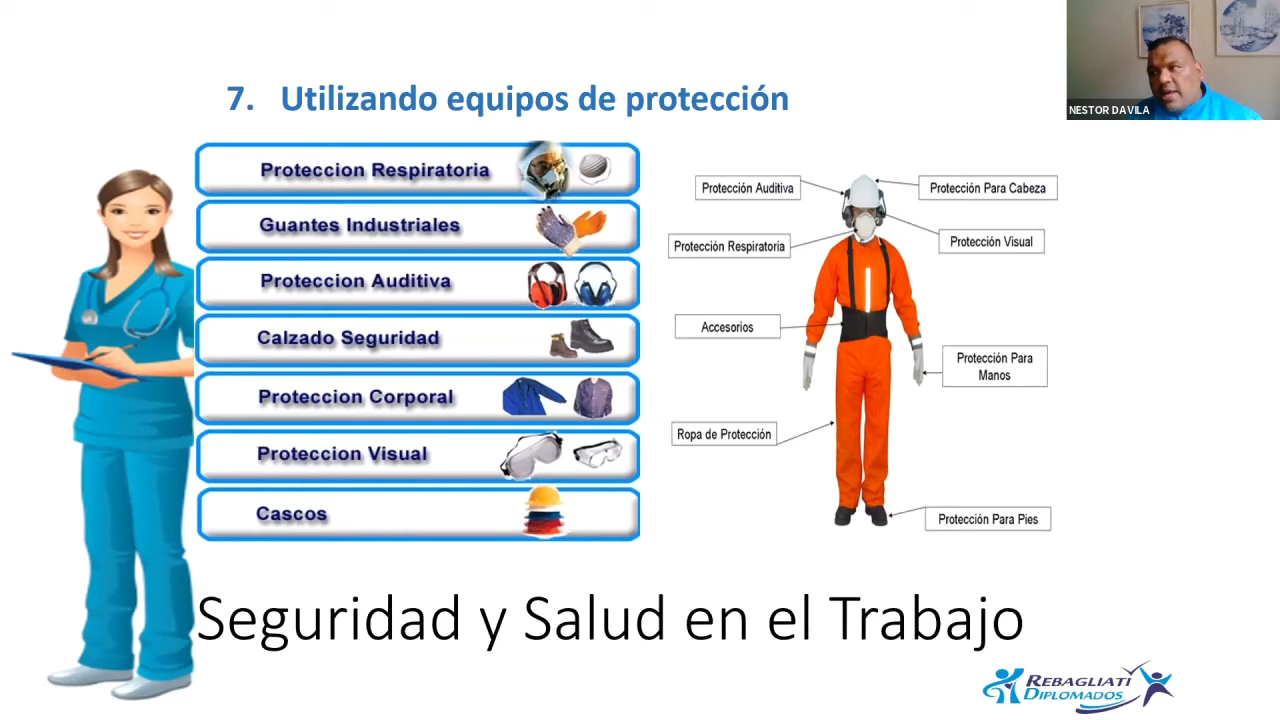 NESTOR DAVILA
7. Utilizando equipos de protección
Proteccion Respiratoria
Guantes Industriales
Proteccion Auditiva
Calzado Seguridad
Proteccion Corporal
Proteccion Visual
Cascos
Protección Auditiva
Protección Para Cabeza
Protección Respiratoria
Protección Visual
Accesorios
Protección Para
Manos
Ropa de Protección
Protección Para Pies
Seguridad y Salud en el Trabajo
REBAGLIATI
DIPLOMADOS